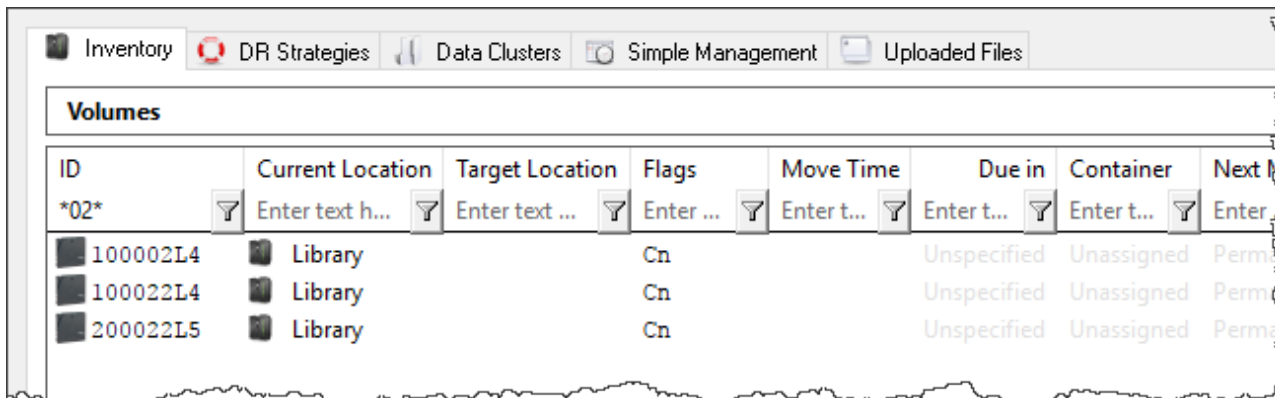 Inventory DR Strategies Data Clusters Simple Management Uploaded Files
Volumes
ID Current Location Target Location Flags Move Time Due in Container Next
*02* Enter text h... Enter text ... Enter ... Enter t... Enter t... Enter t... Enter
100002L4 Library Cn Unspecified Unassigned
100022L4 Library Cn Unspecified Unassigned
200022L5 Library Cn Unspecified Unassigned